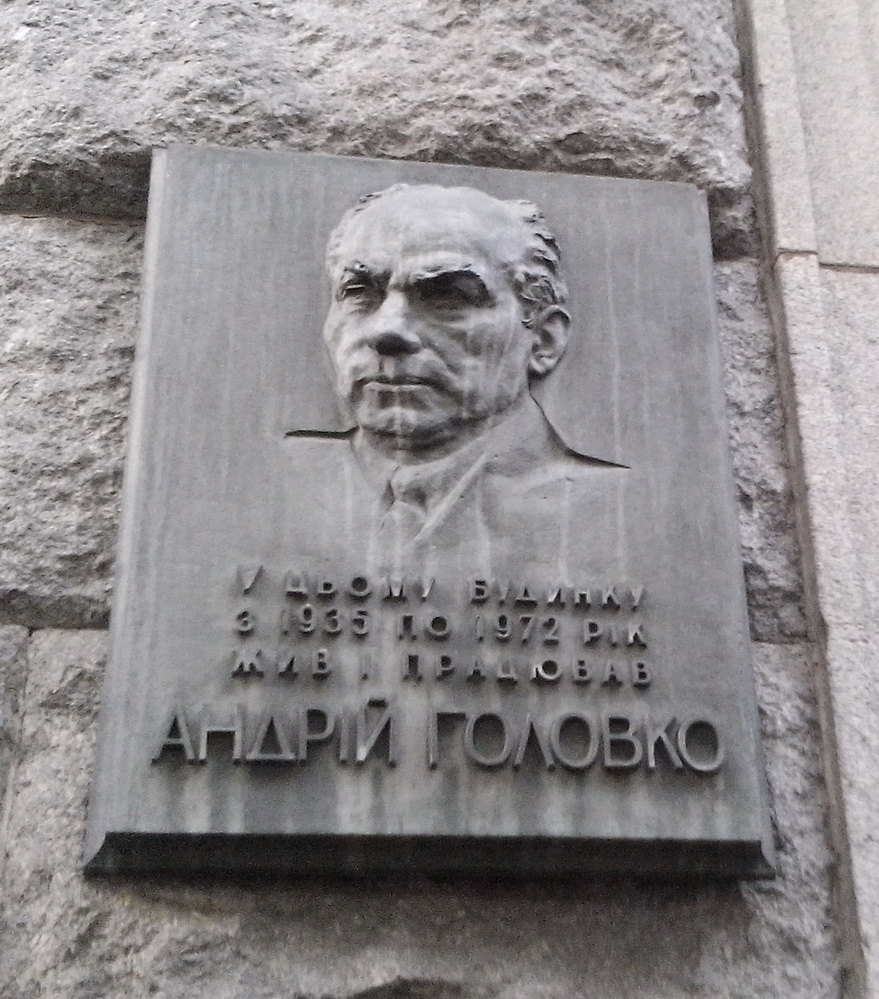 У ЦЬОМУ БУДИНКУ
З 1935 ПО 1972 РІК
ЖИВ І ПРАЦЮВАВ
АНДРІЙ ГОЛОВКО